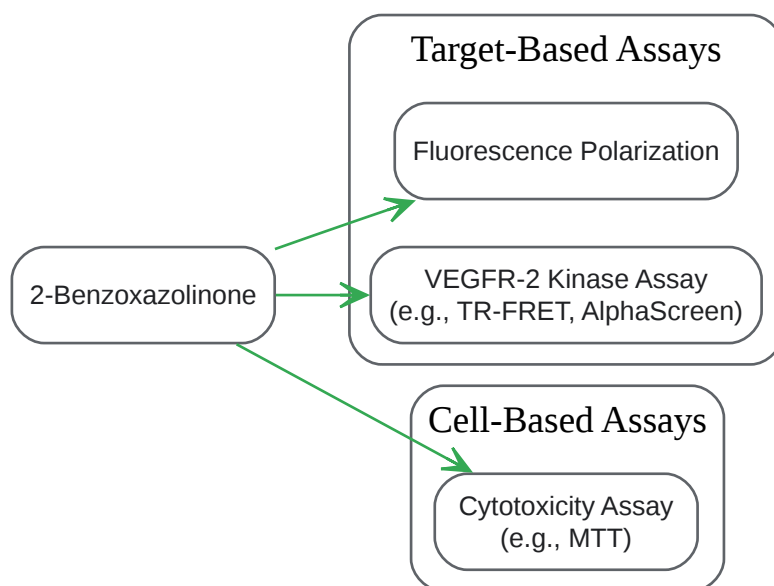 Target-Based Assays
Fluorescence Polarization
2-Benzoxazolinone
VEGFR-2 Kinase Assay
(e.g., TR-FRET, AlphaScreen)
Cell-Based Assays
Cytotoxicity Assay
(e.g., MTT)